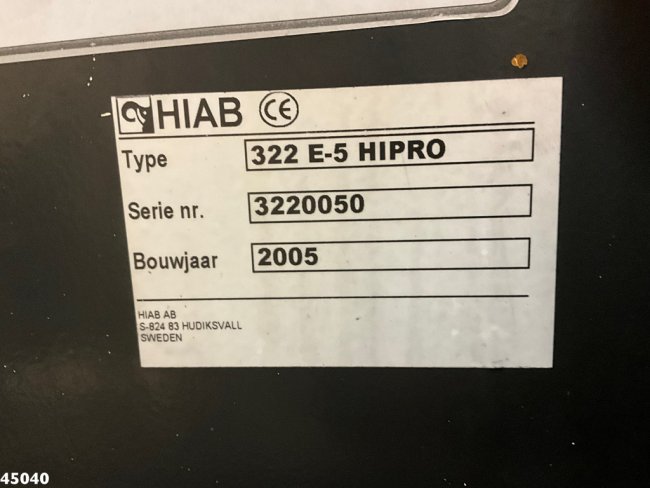 HIAB CE
Type 322 E-5 HIPRO
Serie nr. 3220050
Bouwjaar 2005
HIAB AB
S-824 83 HUDIKSVALL
SWEDEN
45040